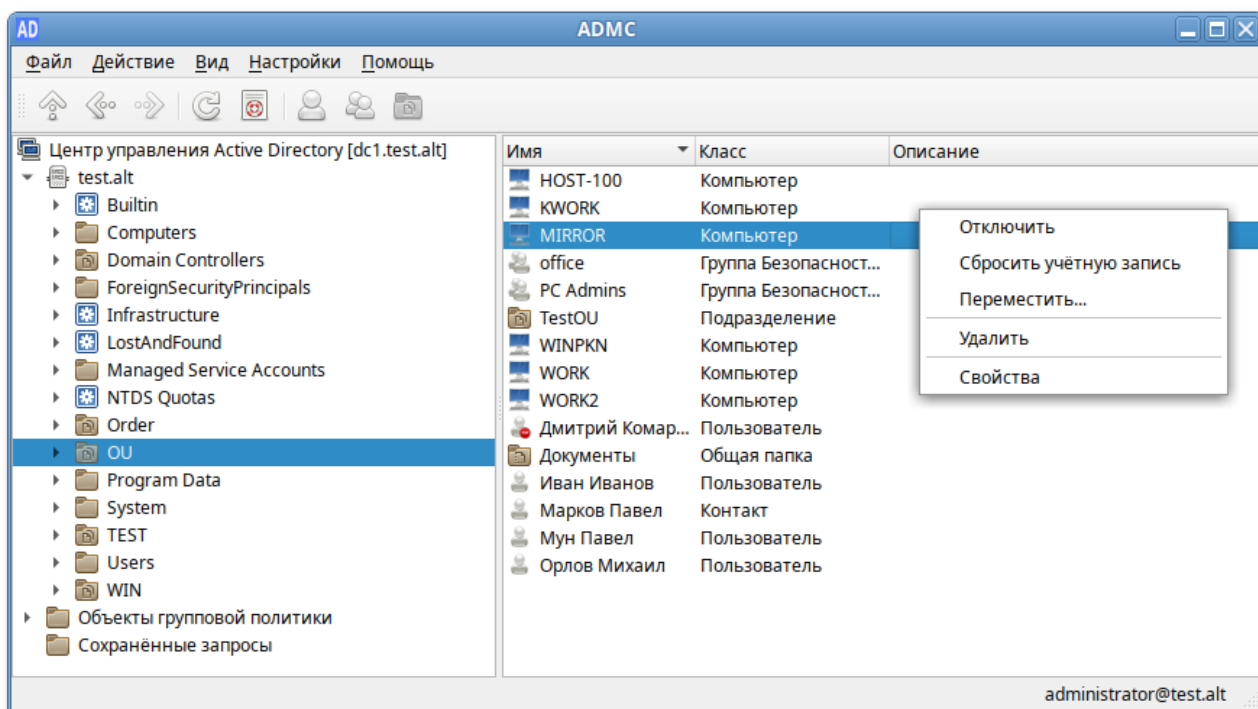 AD ADMC
Файл Действие Вид Настройки Помощь
Центр управления Active Directory [dc1.test.alt]
test.alt
Builtin
Computers
Domain Controllers
ForeignSecurityPrincipals
Infrastructure
LostAndFound
Managed Service Accounts
NTDS Quotas
Order
OU
Program Data
System
TEST
Users
WIN
Объекты групповой политики
Сохранённые запросы
Имя Класс Описание
HOST-100 Компьютер
KWORK Компьютер
MIRROR Компьютер
office Группа Безопасност...
PC Admins Группа Безопасност...
TestOU Подразделение
WINPKN Компьютер
WORK Компьютер
WORK2 Компьютер
Дмитрий Комар... Пользователь
Документы Общая папка
Иван Иванов Пользователь
Марков Павел Контакт
Мун Павел Пользователь
Орлов Михаил Пользователь
Отключить
Сбросить учётную запись
Переместить...
Удалить
Свойства
administrator@test.alt